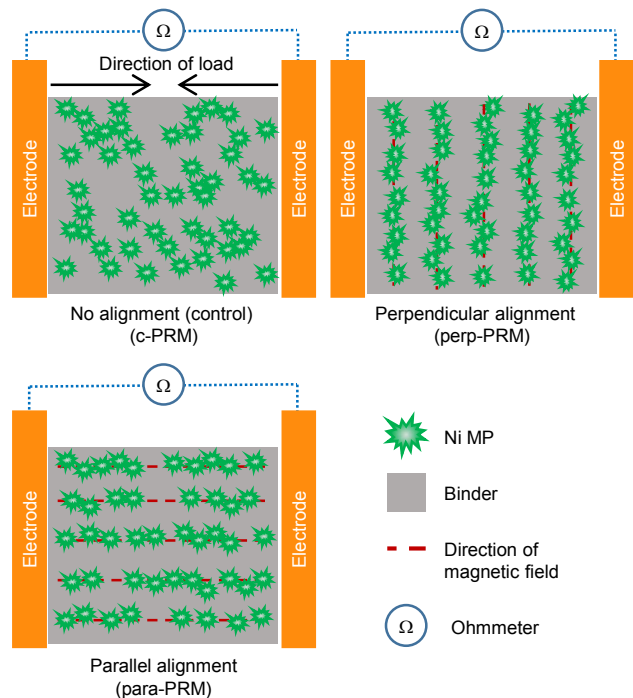 Ω
Ω
Direction of load
Electrode
Electrode
Electrode
Electrode
No alignment (control)
(c-PRM)
Perpendicular alignment
(perp-PRM)
Ω
Electrode
Electrode
Ni MP
Binder
Direction of
magnetic field
Ω
Ohmmeter
Parallel alignment
(para-PRM)